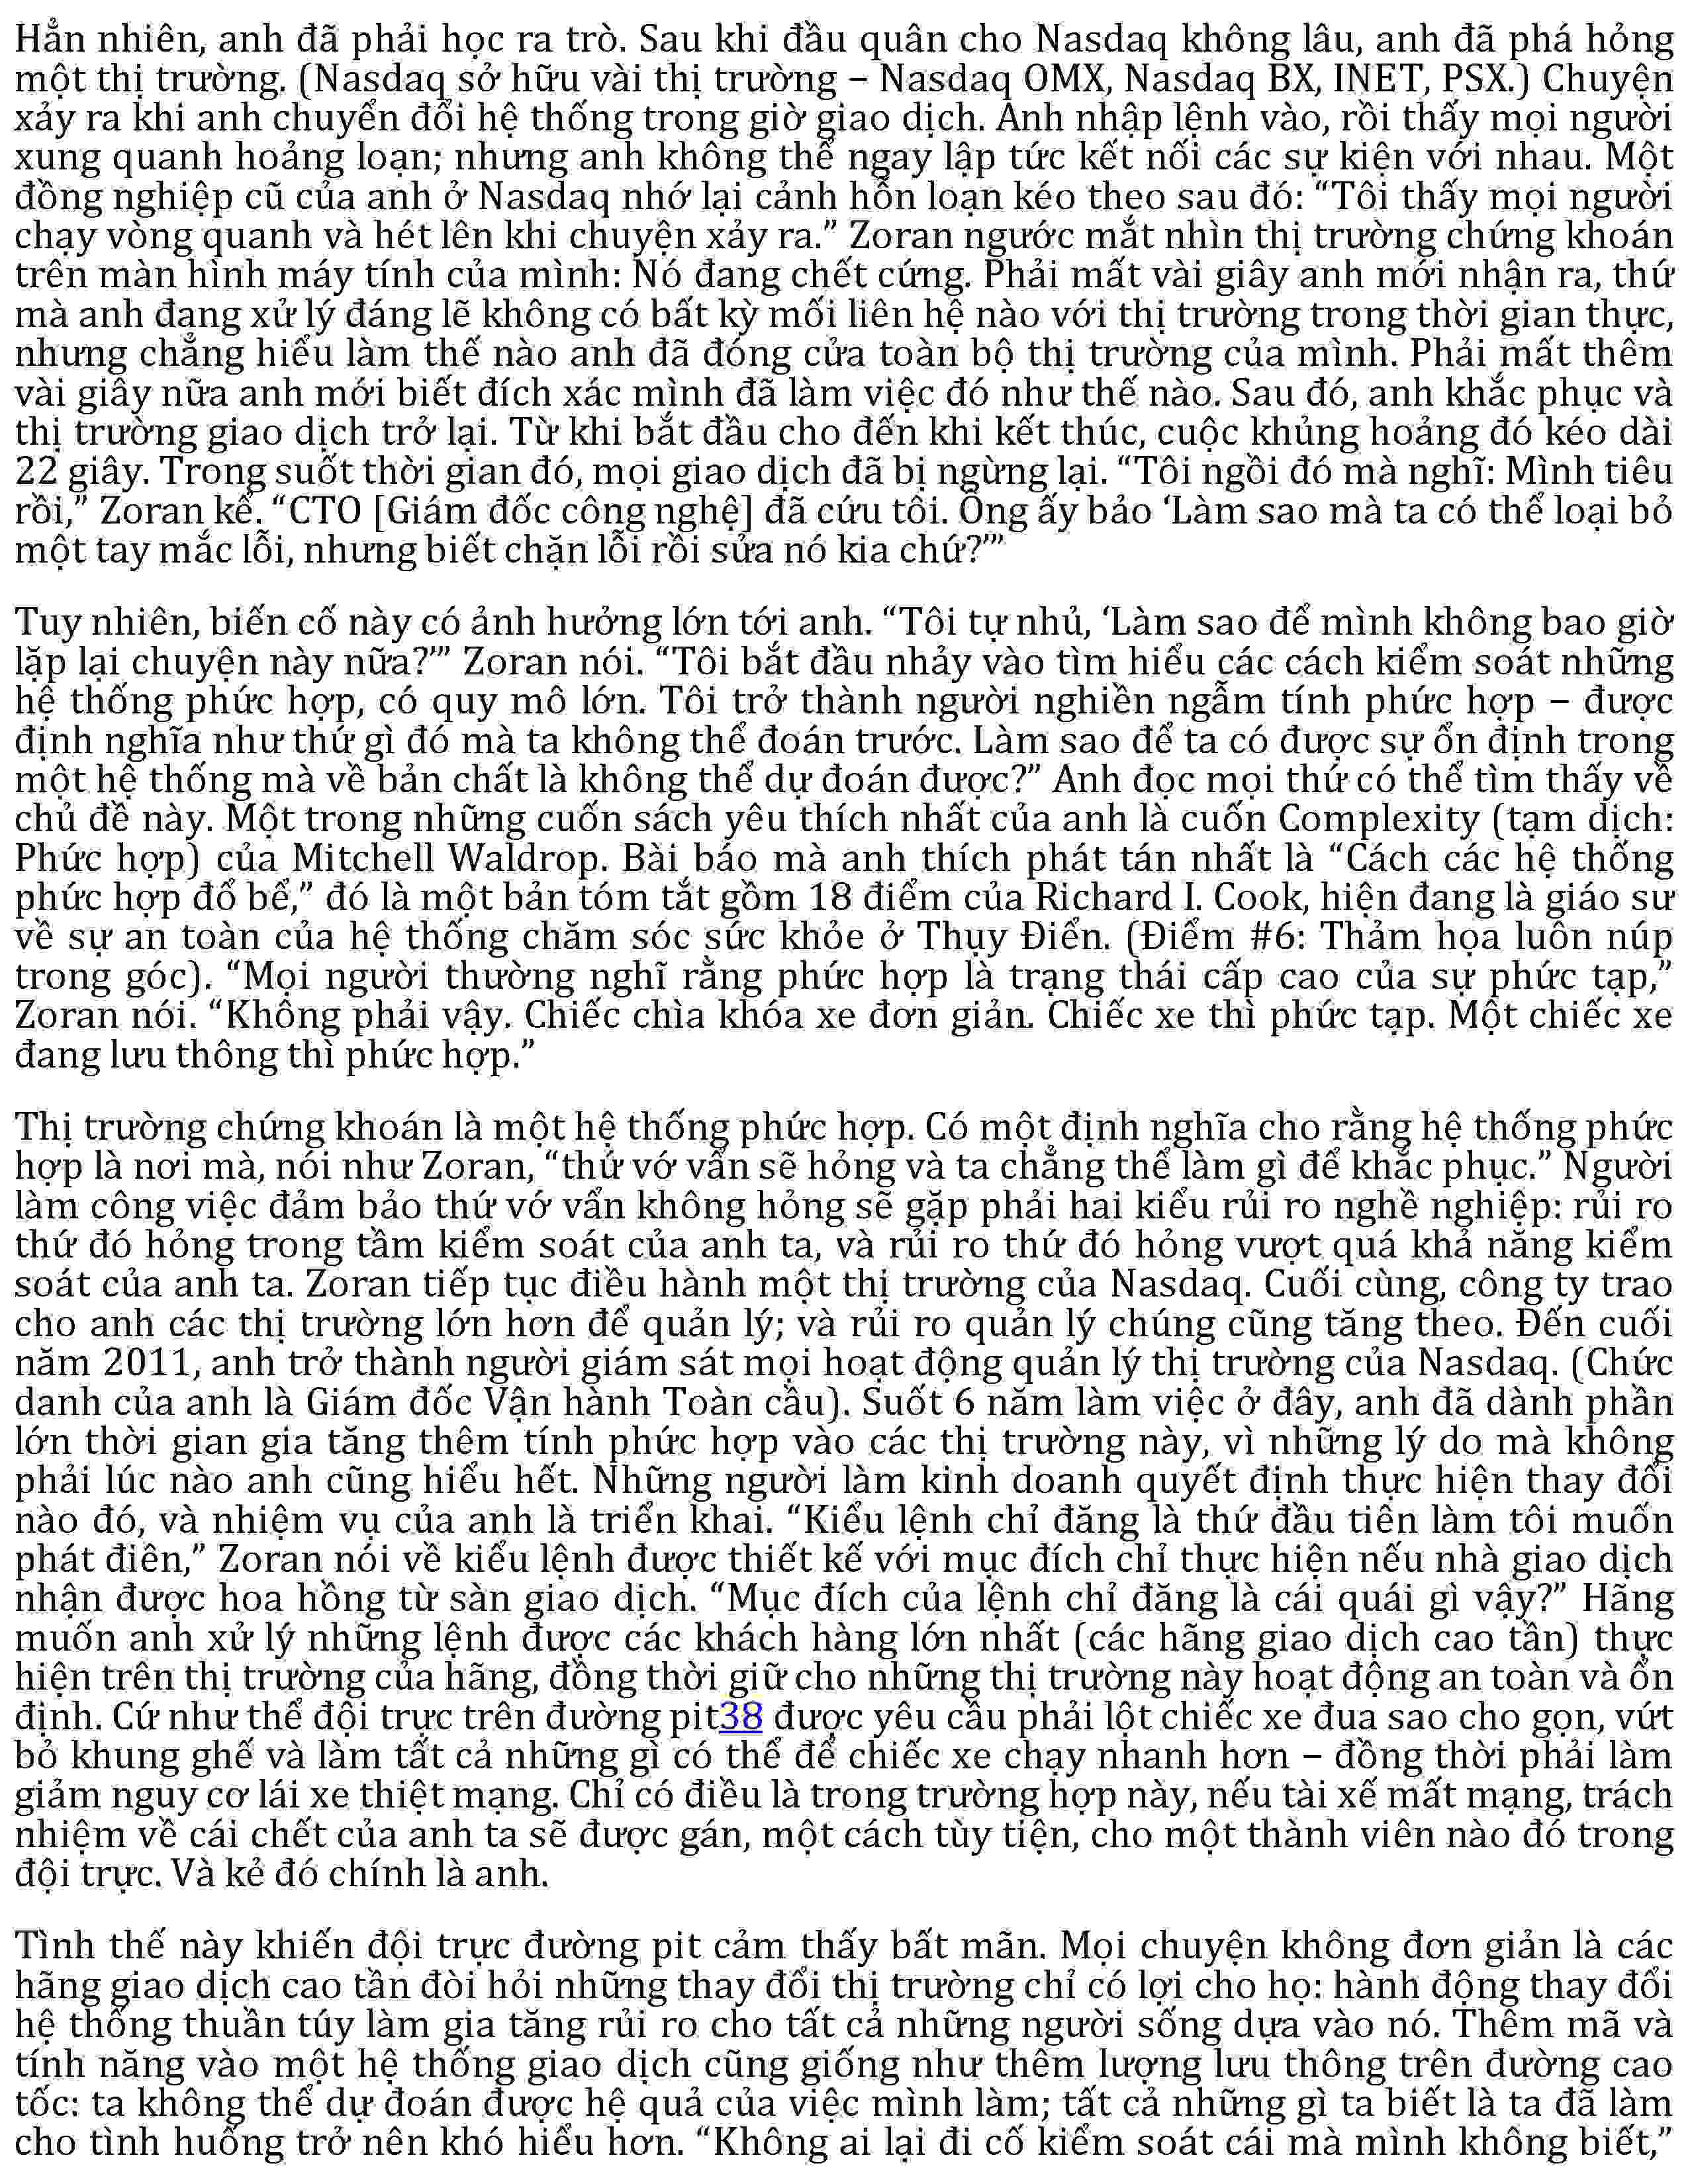 Hẳn nhiên, anh đã phải học ra trò. Sau khi đầu quân cho Nasdaq không lâu, anh đã phá hỏng
một thị trường. (Nasdaq sở hữu vài thị trường – Nasdaq OMX, Nasdaq BX, INET, PSX.) Chuyện
xảy ra khi anh chuyển đổi hệ thống trong giờ giao dịch. Anh nhập lệnh vào, rồi thấy mọi người
xung quanh hoảng loạn; nhưng anh không thể ngay lập tức kết nối các sự kiện với nhau. Một
đồng nghiệp cũ của anh ở Nasdaq nhớ lại cảnh hỗn loạn kéo theo sau đó: “Tôi thấy mọi người
chạy vòng quanh và hét lên khi chuyện xảy ra.” Zoran ngước mắt nhìn thị trường chứng khoán
trên màn hình máy tính của mình: Nó đang chết cứng. Phải mất vài giây anh mới nhận ra, thứ
mà anh đang xử lý đáng lẽ không có bất kỳ mối liên hệ nào với thị trường trong thời gian thực,
nhưng chẳng hiểu làm thế nào anh đã đóng cửa toàn bộ thị trường của mình. Phải mất thêm
vài giây nữa anh mới biết đích xác mình đã làm việc đó như thế nào. Sau đó, anh khắc phục và
thị trường giao dịch trở lại. Từ khi bắt đầu cho đến khi kết thúc, cuộc khủng hoảng đó kéo dài
22 giây. Trong suốt thời gian đó, mọi giao dịch đã bị ngừng lại. “Tôi ngồi đó mà nghĩ: Mình tiêu
rồi,” Zoran kể. “CTO [Giám đốc công nghệ] đã cứu tôi. Ông ấy bảo ‘Làm sao mà ta có thể loại bỏ
một tay mắc lỗi, nhưng biết chặn lỗi rồi sửa nó kia chứ?’”
Tuy nhiên, biến cố này có ảnh hưởng lớn tới anh. “Tôi tự nhủ, ‘Làm sao để mình không bao giờ
lặp lại chuyện này nữa?’” Zoran nói. “Tôi bắt đầu nhảy vào tìm hiểu các cách kiểm soát những
hệ thống phức hợp, có quy mô lớn. Tôi trở thành người nghiền ngẫm tính phức hợp – được
định nghĩa như thứ gì đó mà ta không thể đoán trước. Làm sao để ta có được sự ổn định trong
một hệ thống mà về bản chất là không thể dự đoán được?” Anh đọc mọi thứ có thể tìm thấy về
chủ đề này. Một trong những cuốn sách yêu thích nhất của anh là cuốn Complexity (tạm dịch:
Phức hợp) của Mitchell Waldrop. Bài báo mà anh thích phát tán nhất là “Cách các hệ thống
phức hợp đổ bể,” đó là một bản tóm tắt gồm 18 điểm của Richard I. Cook, hiện đang là giáo sư
về sự an toàn của hệ thống chăm sóc sức khỏe ở Thụy Điển. (Điểm #6: Thảm họa luôn núp
trong góc). “Mọi người thường nghĩ rằng phức hợp là trạng thái cấp cao của sự phức tạp,”
Zoran nói. “Không phải vậy. Chiếc chìa khóa xe đơn giản. Chiếc xe thì phức tạp. Một chiếc xe
đang lưu thông thì phức hợp.”
Thị trường chứng khoán là một hệ thống phức hợp. Có một định nghĩa cho rằng hệ thống phức
hợp là nơi mà, nói như Zoran, “thứ vớ vẩn sẽ hỏng và ta chẳng thể làm gì để khắc phục.” Người
làm công việc đảm bảo thứ vớ vẩn không hỏng sẽ gặp phải hai kiểu rủi ro nghề nghiệp: rủi ro
thứ đó hỏng trong tầm kiểm soát của anh ta, và rủi ro thứ đó hỏng vượt quá khả năng kiểm
soát của anh ta. Zoran tiếp tục điều hành một thị trường của Nasdaq. Cuối cùng, công ty trao
cho anh các thị trường lớn hơn để quản lý; và rủi ro quản lý chúng cũng tăng theo. Đến cuối
năm 2011, anh trở thành người giám sát mọi hoạt động quản lý thị trường của Nasdaq. (Chức
danh của anh là Giám đốc Vận hành Toàn cầu). Suốt 6 năm làm việc ở đây, anh đã dành phần
lớn thời gian gia tăng thêm tính phức hợp vào các thị trường này, vì những lý do mà không
phải lúc nào anh cũng hiểu hết. Những người làm kinh doanh quyết định thực hiện thay đổi
nào đó, và nhiệm vụ của anh là triển khai. “Kiểu lệnh chỉ đăng là thứ đầu tiên làm tôi muốn
phát điên,” Zoran nói về kiểu lệnh được thiết kế với mục đích chỉ thực hiện nếu nhà giao dịch
nhận được hoa hồng từ sàn giao dịch. “Mục đích của lệnh chỉ đăng là cái quái gì vậy?” Hãng
muốn anh xử lý những lệnh được các khách hàng lớn nhất (các hãng giao dịch cao tần) thực
hiện trên thị trường của hãng, đồng thời giữ cho những thị trường này hoạt động an toàn và ổn
định. Cứ như thể đội trực trên đường pit38 được yêu cầu phải lột chiếc xe đua sao cho gọn, vứt
bỏ khung ghế và làm tất cả những gì có thể để chiếc xe chạy nhanh hơn – đồng thời phải làm
giảm nguy cơ lái xe thiệt mạng. Chỉ có điều là trong trường hợp này, nếu tài xế mất mạng, trách
nhiệm về cái chết của anh ta sẽ được gán, một cách tùy tiện, cho một thành viên nào đó trong
đội trực. Và kẻ đó chính là anh.
Tình thế này khiến đội trực đường pit cảm thấy bất mãn. Mọi chuyện không đơn giản là các
hãng giao dịch cao tần đòi hỏi những thay đổi thị trường chỉ có lợi cho họ: hành động thay đổi
hệ thống thuần túy làm gia tăng rủi ro cho tất cả những người sống dựa vào nó. Thêm mã và
tính năng vào một hệ thống giao dịch cũng giống như thêm lượng lưu thông trên đường cao
tốc: ta không thể dự đoán được hệ quả của việc mình làm; tất cả những gì ta biết là ta đã làm
cho tình huống trở nên khó hiểu hơn. “Không ai lại đi cố kiểm soát cái mà mình không biết,”